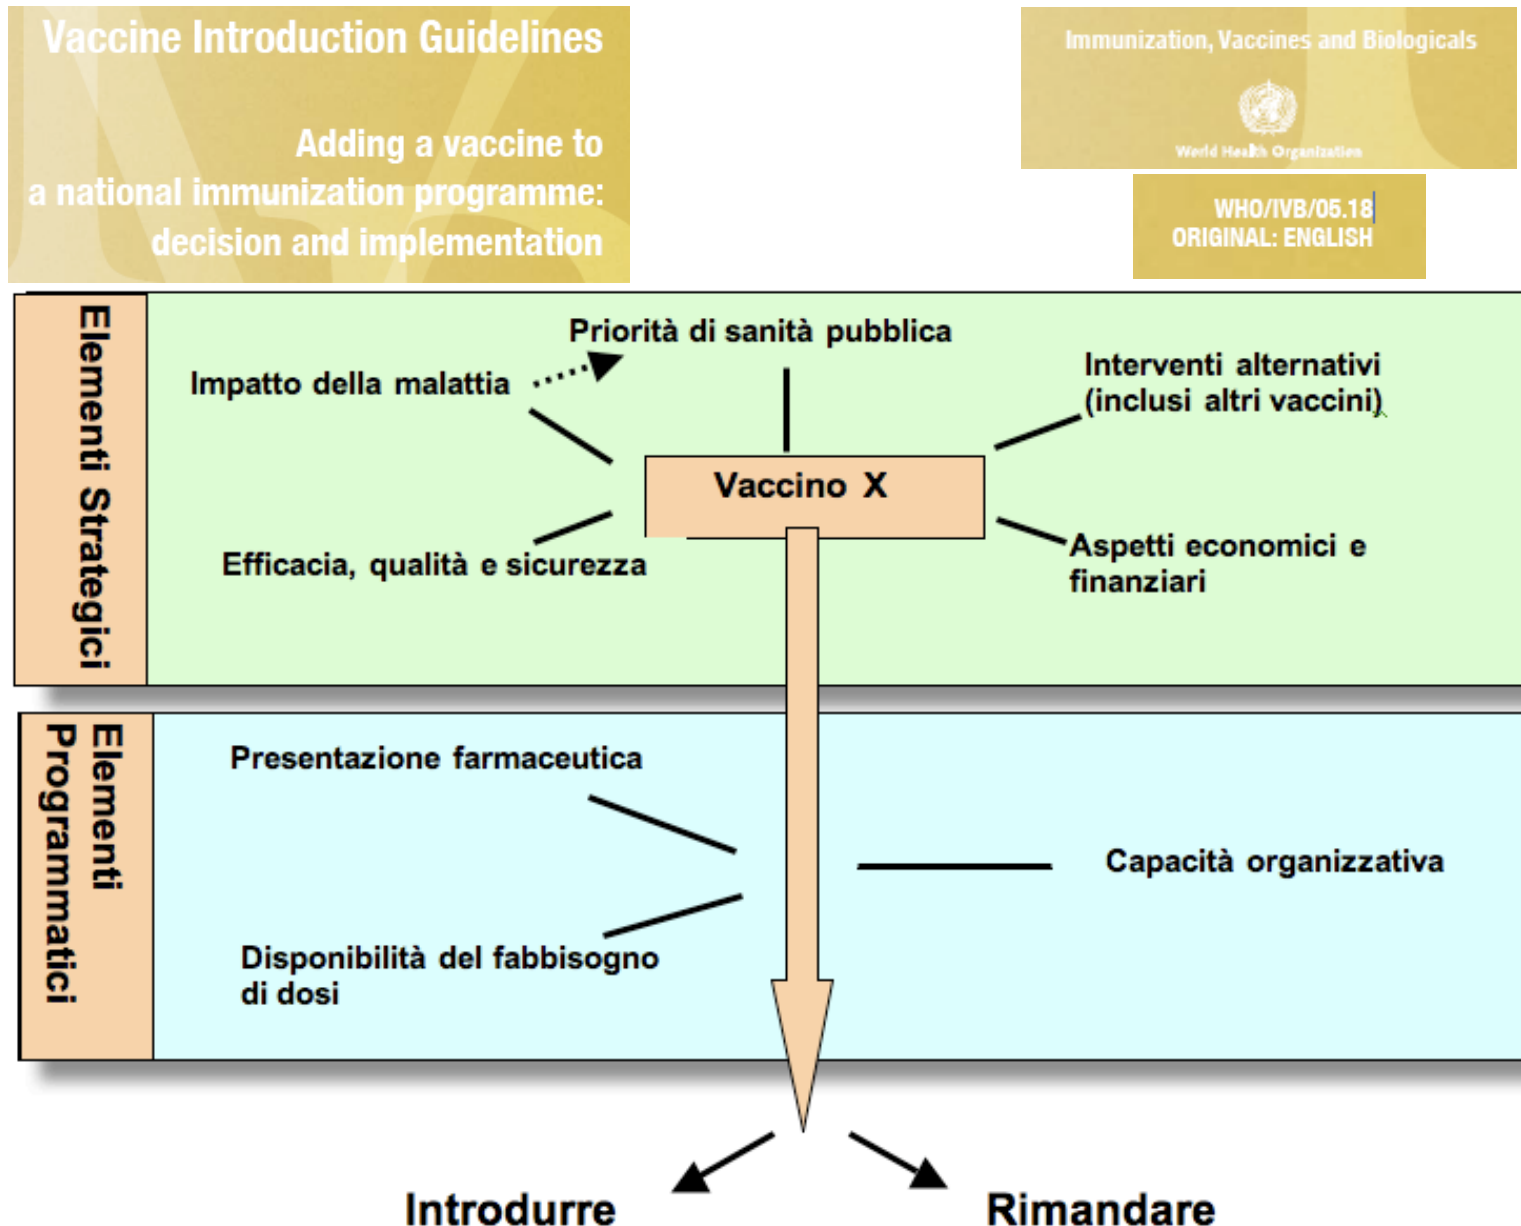 Vaccine Introduction Guidelines
Adding a vaccine to
a national immunization programme:
decision and implementation
Immunization, Vaccines and Biologicals
World Health Organization
WHO/IVB/05.18
ORIGINAL: ENGLISH
Elementi Strategici
Priorità di sanità pubblica
Impatto della malattia
Interventi alternativi
(inclusi altri vaccini)
Vaccino X
Efficacia, qualità e sicurezza
Aspetti economici e
finanziari
Elementi
Programmatici
Presentazione farmaceutica
Capacità organizzativa
Disponibilità del fabbisogno
di dosi
Introdurre
Rimandare